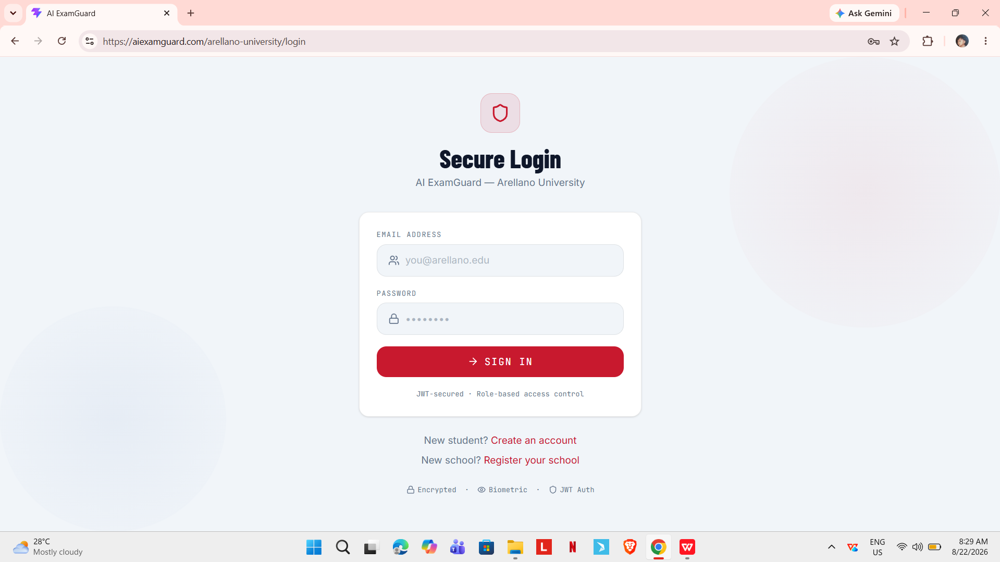 AI ExamGuard
Ask Gemini
https://aiexamguard.com/arellano-university/login
Secure Login
AI ExamGuard — Arellano University
EMAIL ADDRESS
you@arellano.edu
PASSWORD
••••••••
→ SIGN IN
JWT-secured · Role-based access control
New student? Create an account
New school? Register your school
Encrypted · Biometric · JWT Auth
28°C
Mostly cloudy
L
N
ENG
US
8:29 AM
8/22/2026